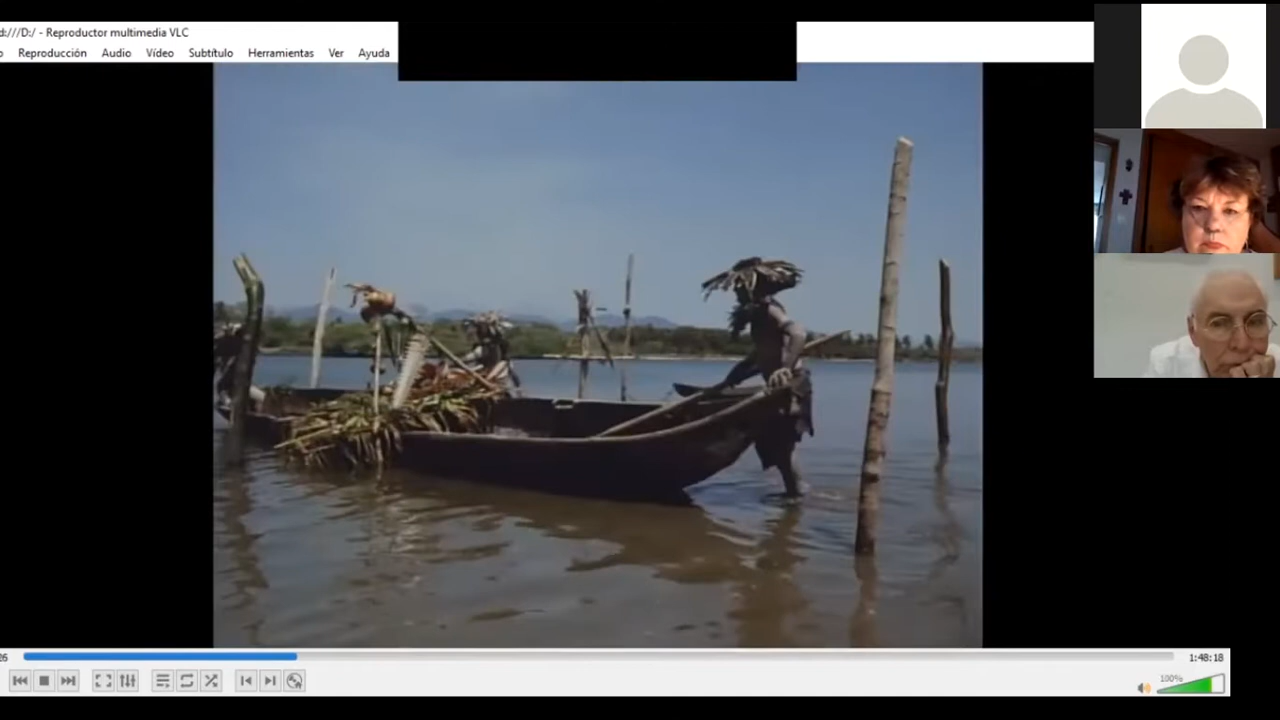 d:///D:/ - Reproductor multimedia VLC
o Reproducción Audio Vídeo Subtítulo Herramientas Ver Ayuda
1:48:18
100%